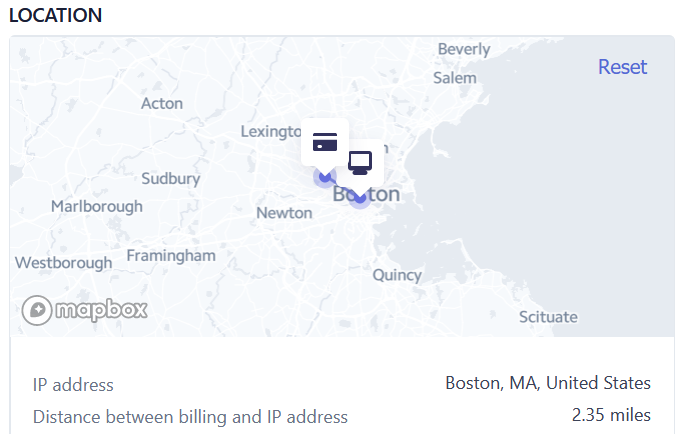 LOCATION
Beverly
Reset
Salem
Acton
Lexingto
Sudbury
Boston
Marlborough
Newton
Framingham
Westborough
Quincy
mapbox
Scituate
IP address Boston, MA, United States
Distance between billing and IP address 2.35 miles